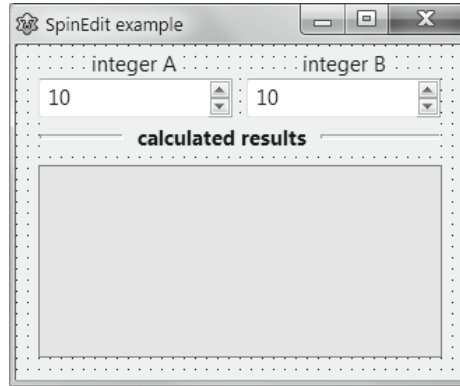 SpinEdit example
integer A integer B
10 10
calculated results